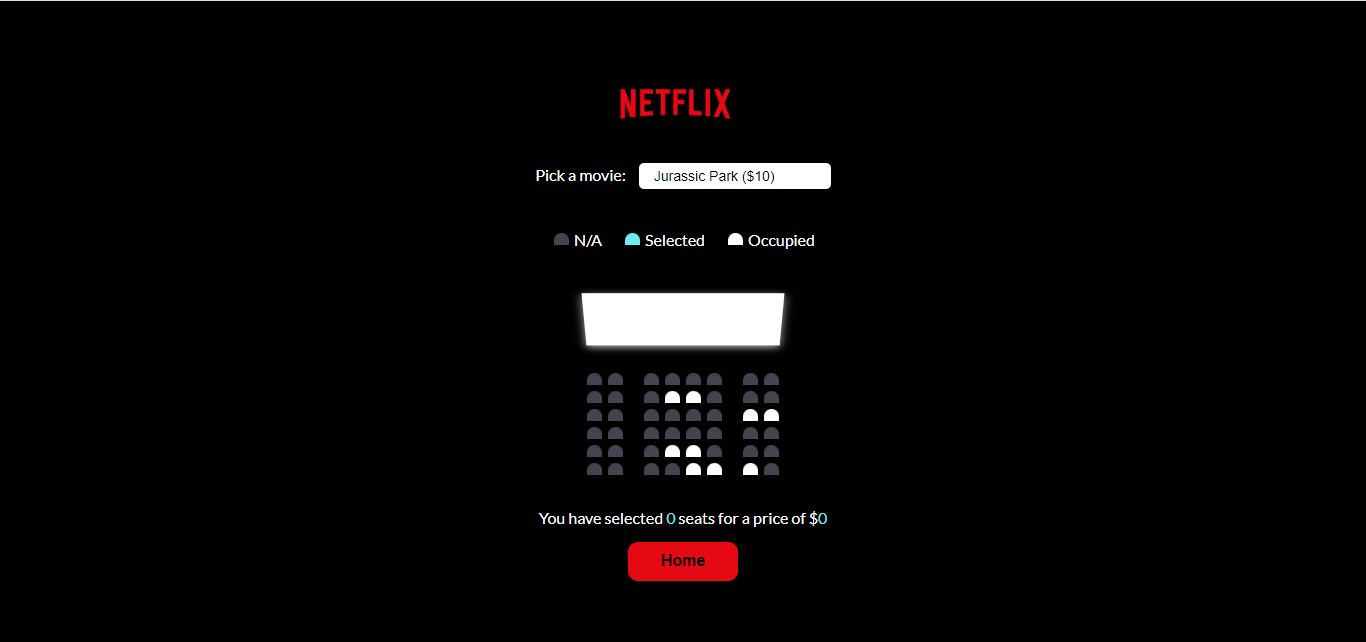 NETFLIX
Pick a movie: Jurassic Park ($10)
N/A Selected Occupied
You have selected 0 seats for a price of $0
Home